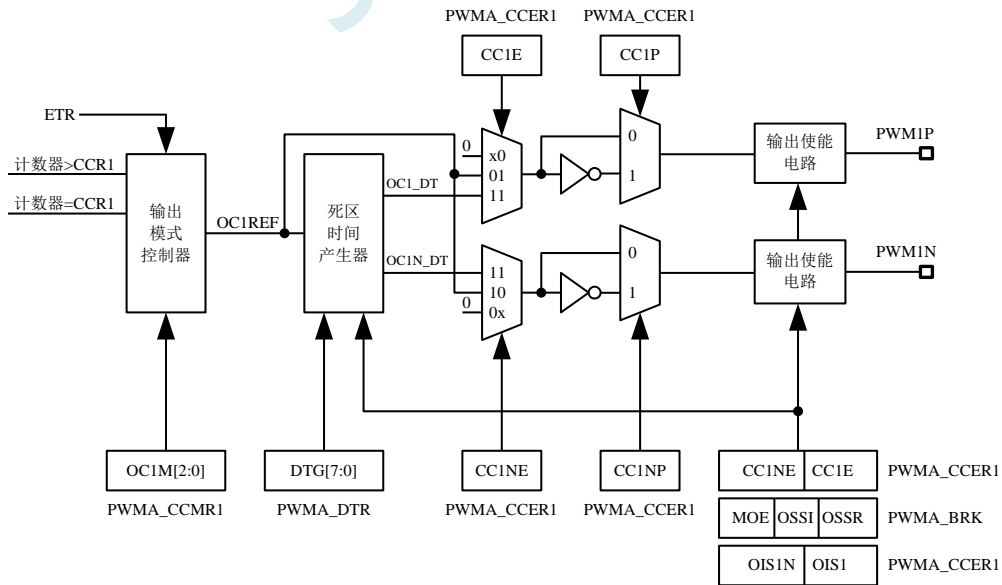 PWMA_CCER1
PWMA_CCER1
CC1E
CC1P
ETR
计数器>CCR1
计数器=CCR1
输出
模式
控制器
OC1REF
死区
时间
产生器
OC1_DT
OC1N_DT
0
x0
01
11
11
10
0
0x
0
1
0
1
输出使能
电路
PWM1P
输出使能
电路
PWM1N
OC1M[2:0]
DTG[7:0]
CC1NE
CC1NP
CC1NE
CC1E
PWMA_CCER1
PWMA_CCMR1
PWMA_DTR
PWMA_CCER1
PWMA_CCER1
MOE
OSSI
OSSR
PWMA_BRK
OIS1N
OIS1
PWMA_CCER1